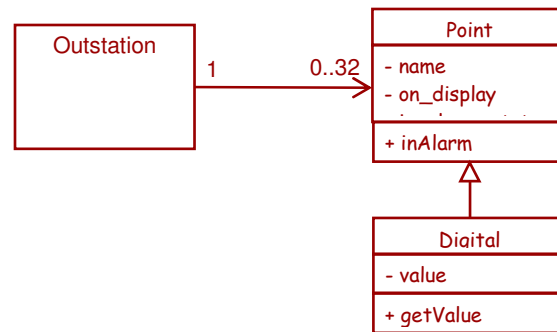 Outstation
1
0..32
Point
- name
- on_display
+ inAlarm
Digital
- value
+ getValue